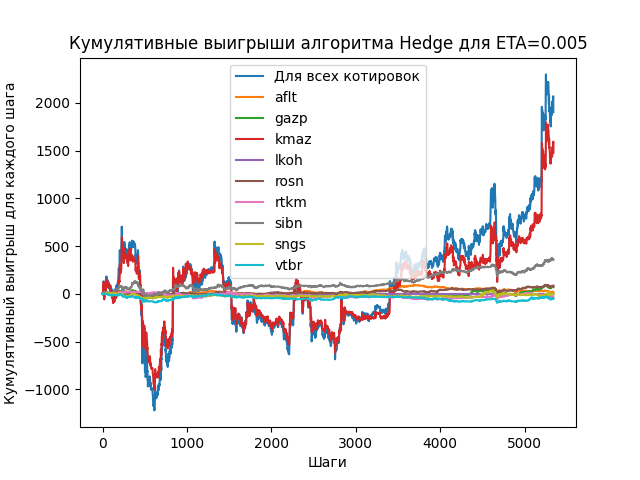 Кумулятивные выигрыши алгоритма Hedge для ETA=0.005
Кумулятивный выигрыш для каждого шага
2000
1500
1000
500
0
−500
−1000
Для всех котировок
aflt
gazp
kmaz
lkoh
rosn
rtkm
sibn
sngs
vtbr
0 1000 2000 3000 4000 5000
Шаги